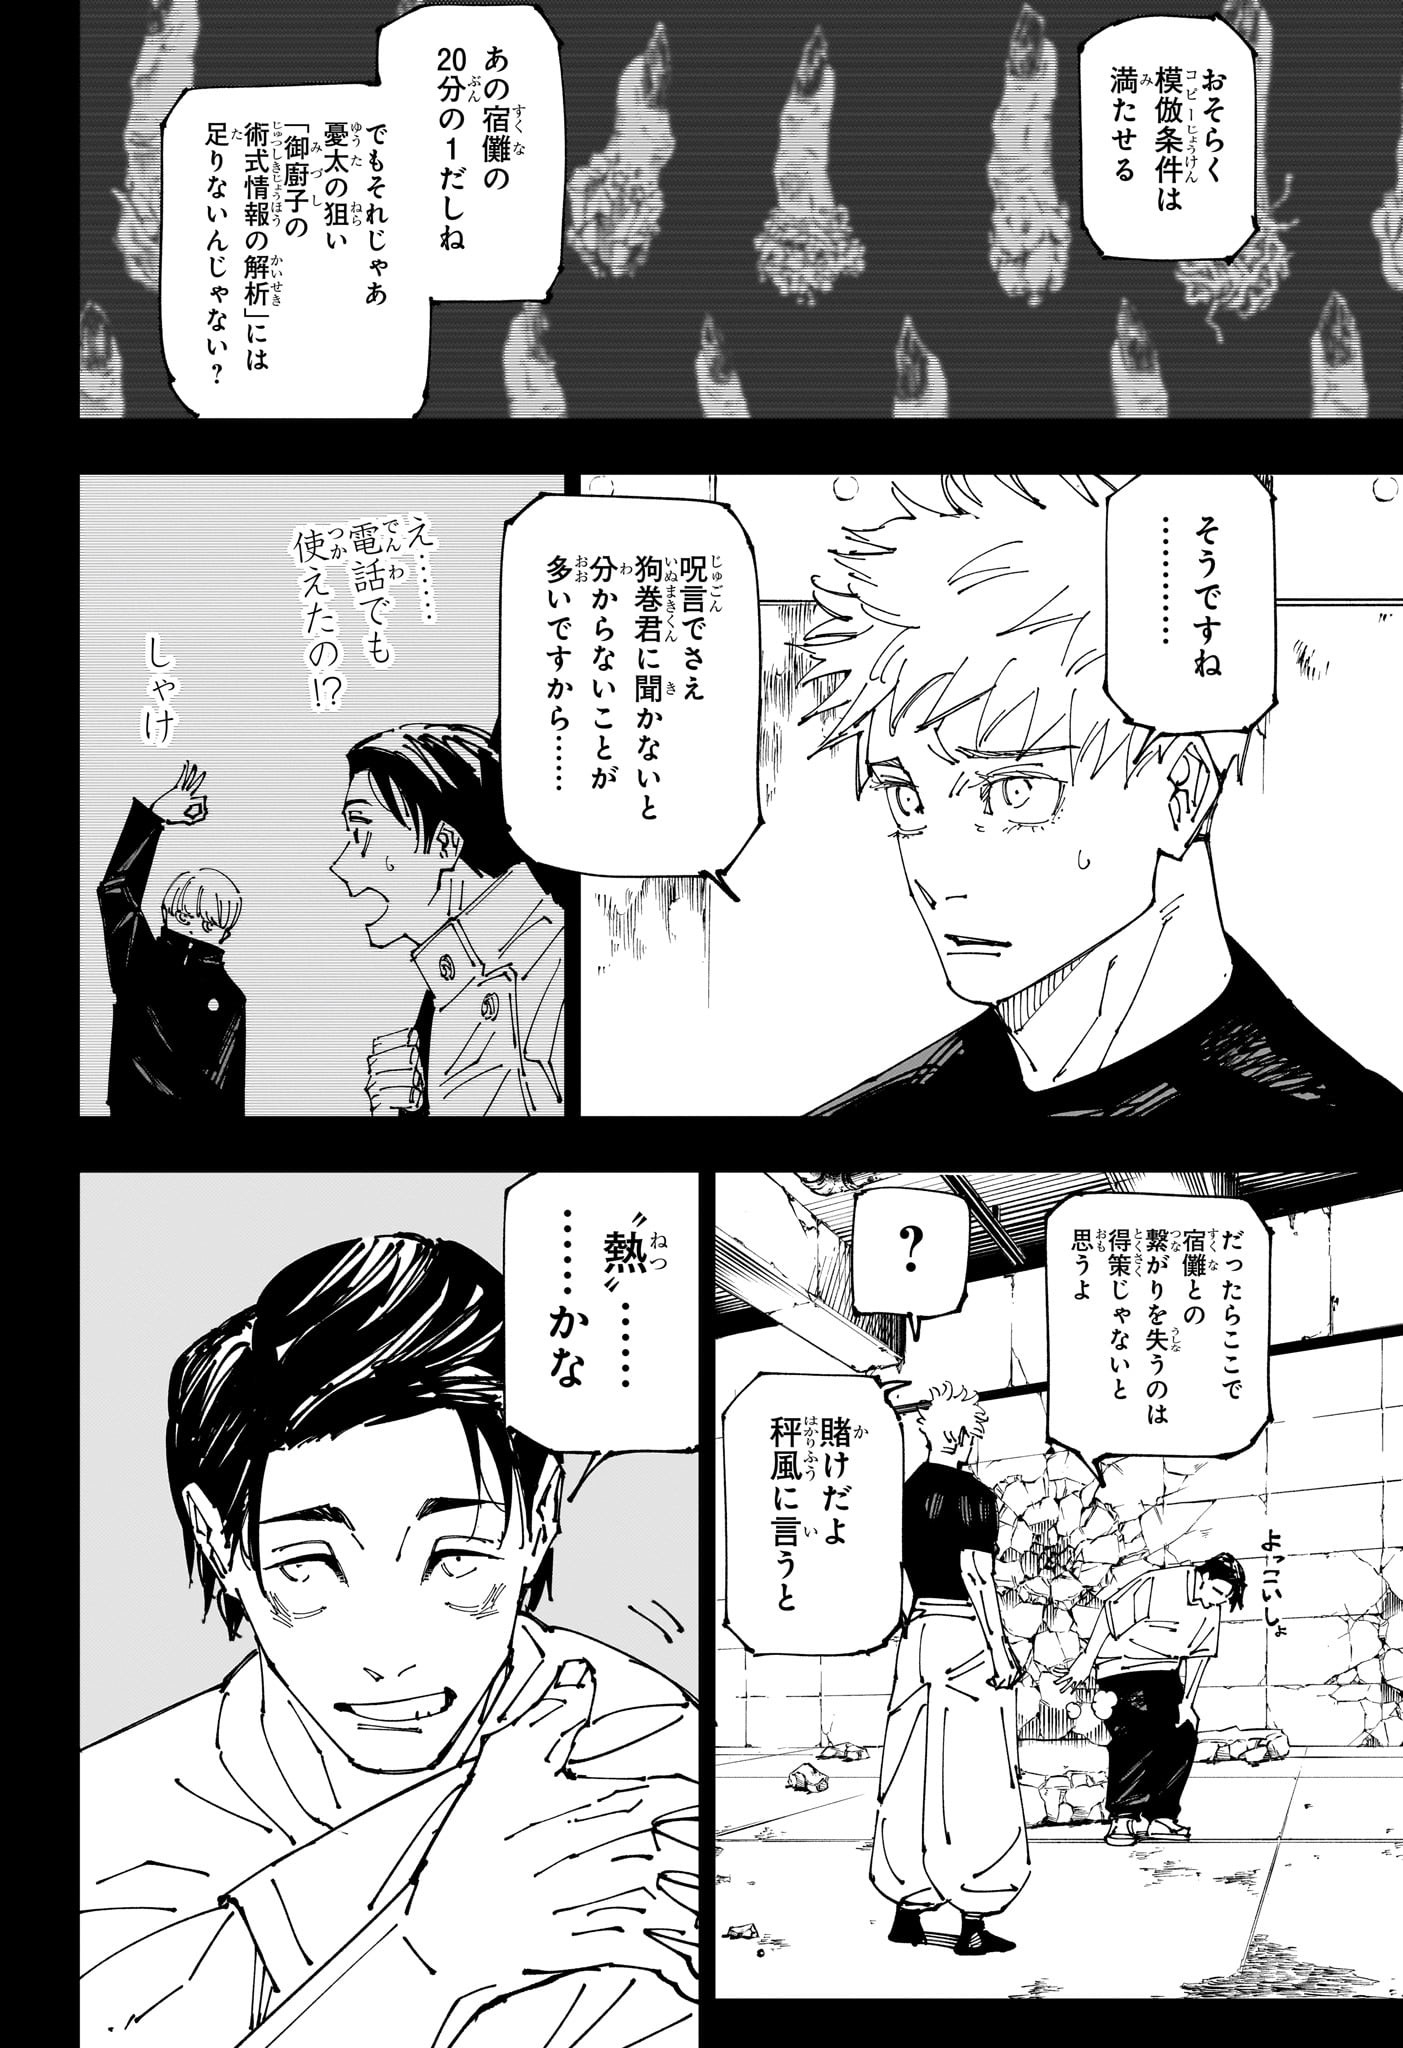 おそらく
模倣条件は
満たせる
あの宿儺の
20分の1だしね
でもそれじゃあ
憂太の狙い
「御廚子の
術式情報の解析」には
足りないんじゃない?
そうですね
…………
呪言でさえ
狗巻君に聞かないと
分からないことが
多いですから……
え……
電話でも
使えたの!?
しゃけ
だったらここで
宿儺との
繋がりを失うのは
得策じゃないと
思うよ
よっこいしょ
?
賭けだよ
秤風に言うと
〝熱〟……
……かな